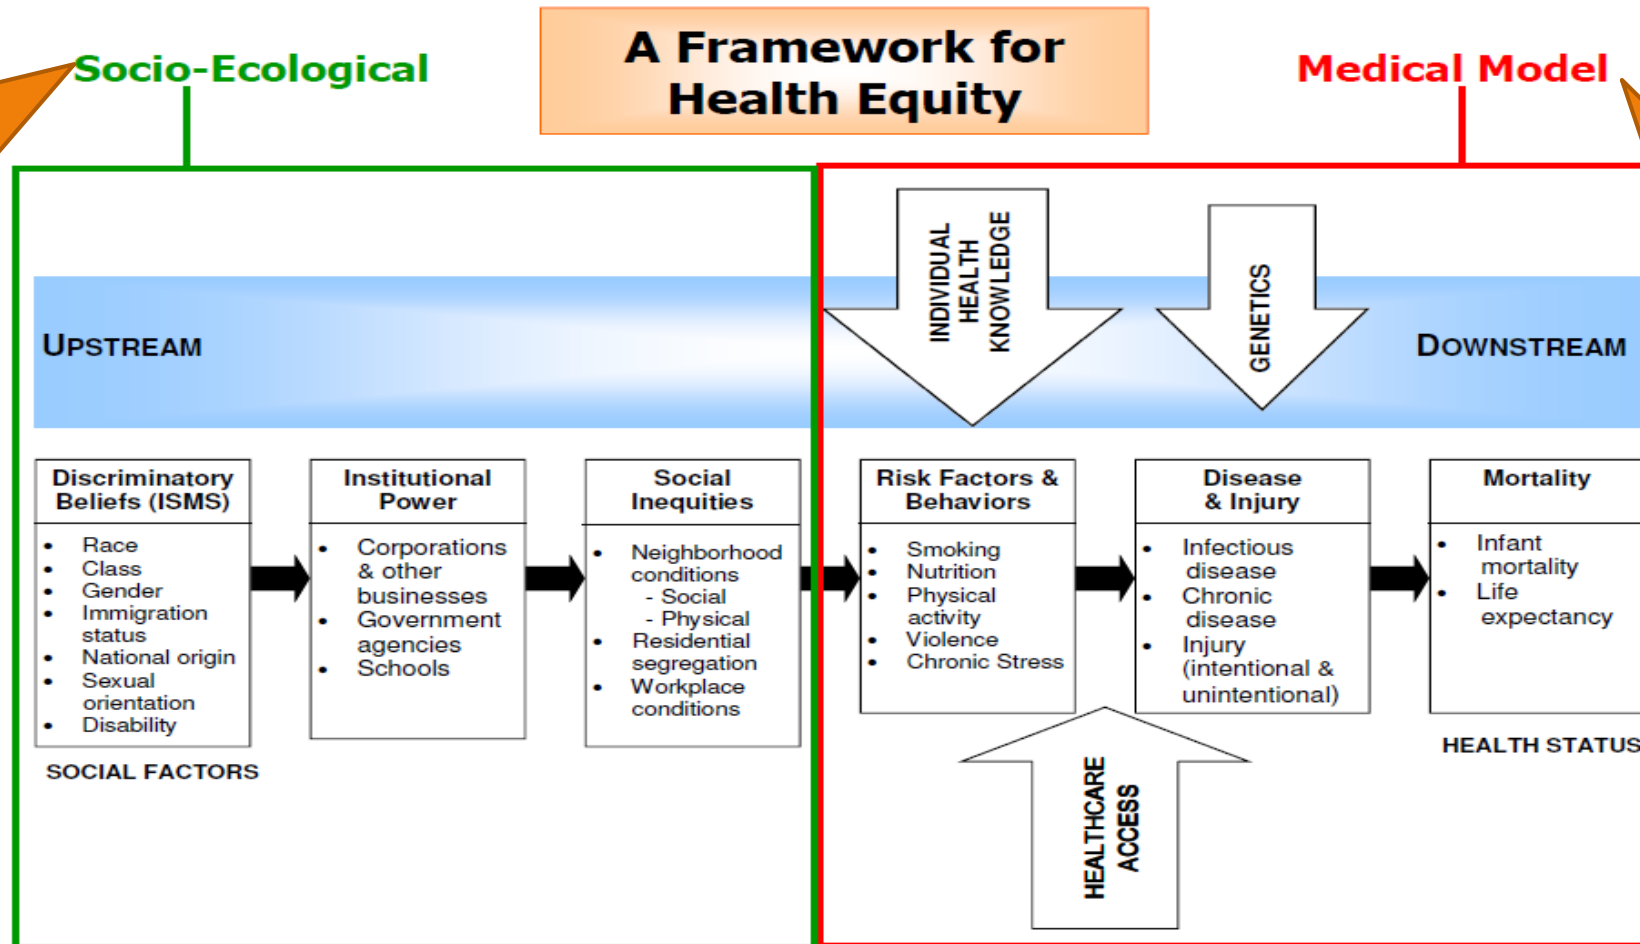 A Framework for
Health Equity
Socio-Ecological
Medical Model
UPSTREAM
DOWNSTREAM
INDIVIDUAL
HEALTH
KNOWLEDGE
GENETICS
Discriminatory
Beliefs (ISMS)
• Race
• Class
• Gender
• Immigration
status
• National origin
• Sexual
orientation
• Disability
SOCIAL FACTORS
Institutional
Power
• Corporations
& other
businesses
• Government
agencies
• Schools
Social
Inequities
• Neighborhood
conditions
- Social
- Physical
• Residential
segregation
• Workplace
conditions
Risk Factors &
Behaviors
• Smoking
• Nutrition
• Physical
activity
• Violence
• Chronic Stress
Disease
& Injury
• Infectious
disease
• Chronic
disease
• Injury
(intentional &
unintentional)
Mortality
• Infant
mortality
• Life
expectancy
HEALTH STATUS
HEALTHCARE
ACCESS